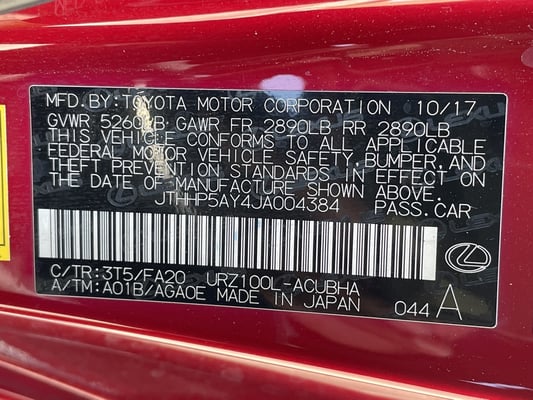 MFD. BY: TOYOTA MOTOR CORPORATION 10/17
GVWR 5260LB GAWR FR 2890LB RR 2890LB
THIS VEHICLE CONFORMS TO ALL APPLICABLE
FEDERAL MOTOR VEHICLE SAFETY, BUMPER, AND
THEFT PREVENTION STANDARDS IN EFFECT ON
THE DATE OF MANUFACTURE SHOWN ABOVE.
JTHHP5AY4JA004384 PASS.CAR
C/TR:3T5/FA20 URZ100L-ACUBHA
A/TM:A01B/AGA0E MADE IN JAPAN 044 A